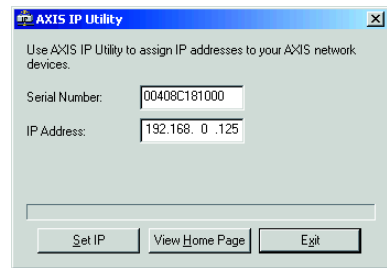 AXIS IP Utility
Use AXIS IP Utility to assign IP addresses to your AXIS network
devices.
Serial Number: 00408C181000
IP Address: 192.168. 0 .125
Set IP View Home Page Exit